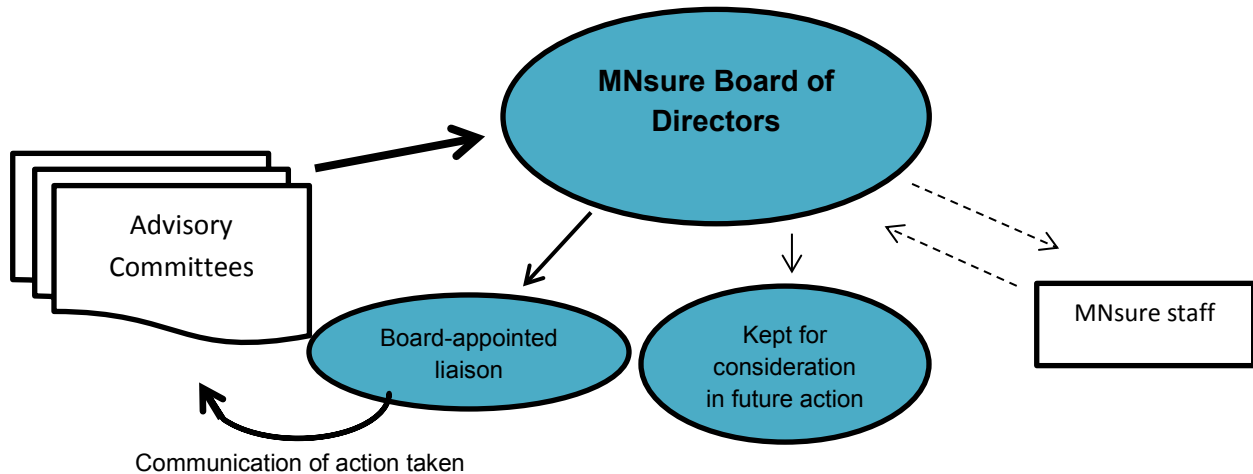 MNsure Board of
Directors
Advisory
Committees
MNsure staff
Board-appointed
liaison
Kept for
consideration
in future action
Communication of action taken